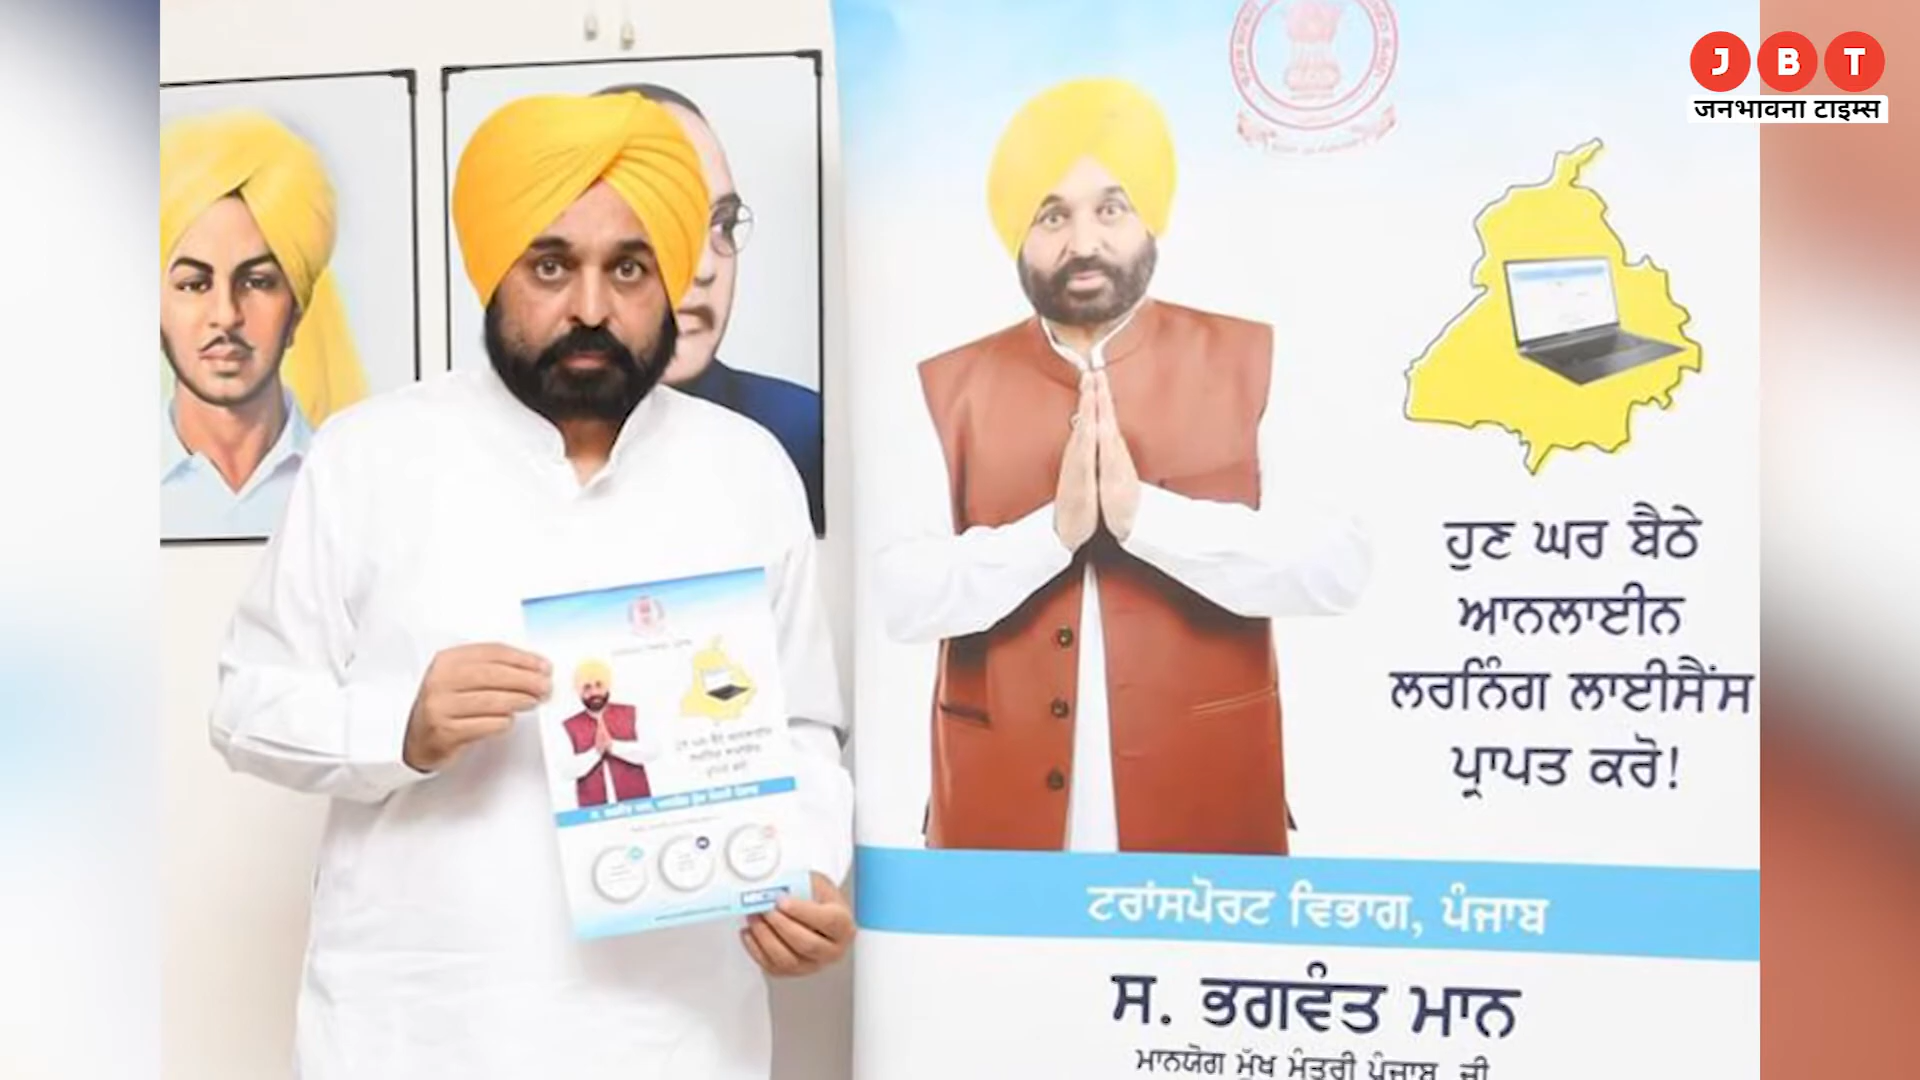 J B T
जनभावना टाइम्स
ਹੁਣ ਘਰ ਬੈਠੇ
ਆਨਲਾਈਨ
ਲਰਨਿੰਗ ਲਾਈਸੈਂਸ
ਪ੍ਰਾਪਤ ਕਰੋ!
ਟਰਾਂਸਪੋਰਟ ਵਿਭਾਗ, ਪੰਜਾਬ
ਸ. ਭਗਵੰਤ ਮਾਨ
ਮਾਨਯੋਗ ਮੁੱਖ ਮੰਤਰੀ ਪੰਜਾਬ ਜੀ